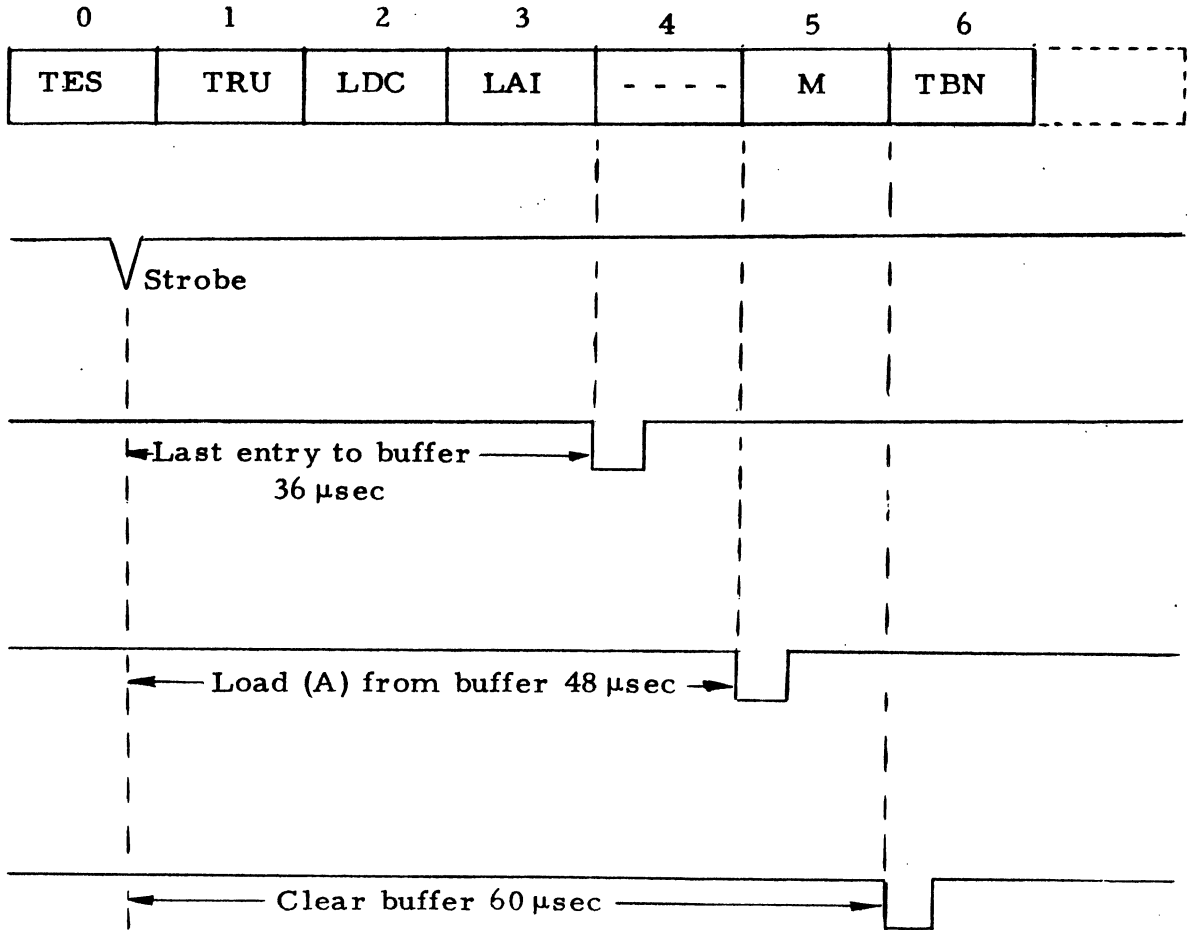 0 1 2 3 4 5 6
TES TRU LDC LAI - - - - M TBN
Strobe
Last entry to buffer
36 μsec
Load (A) from buffer 48 μsec
Clear buffer 60 μsec